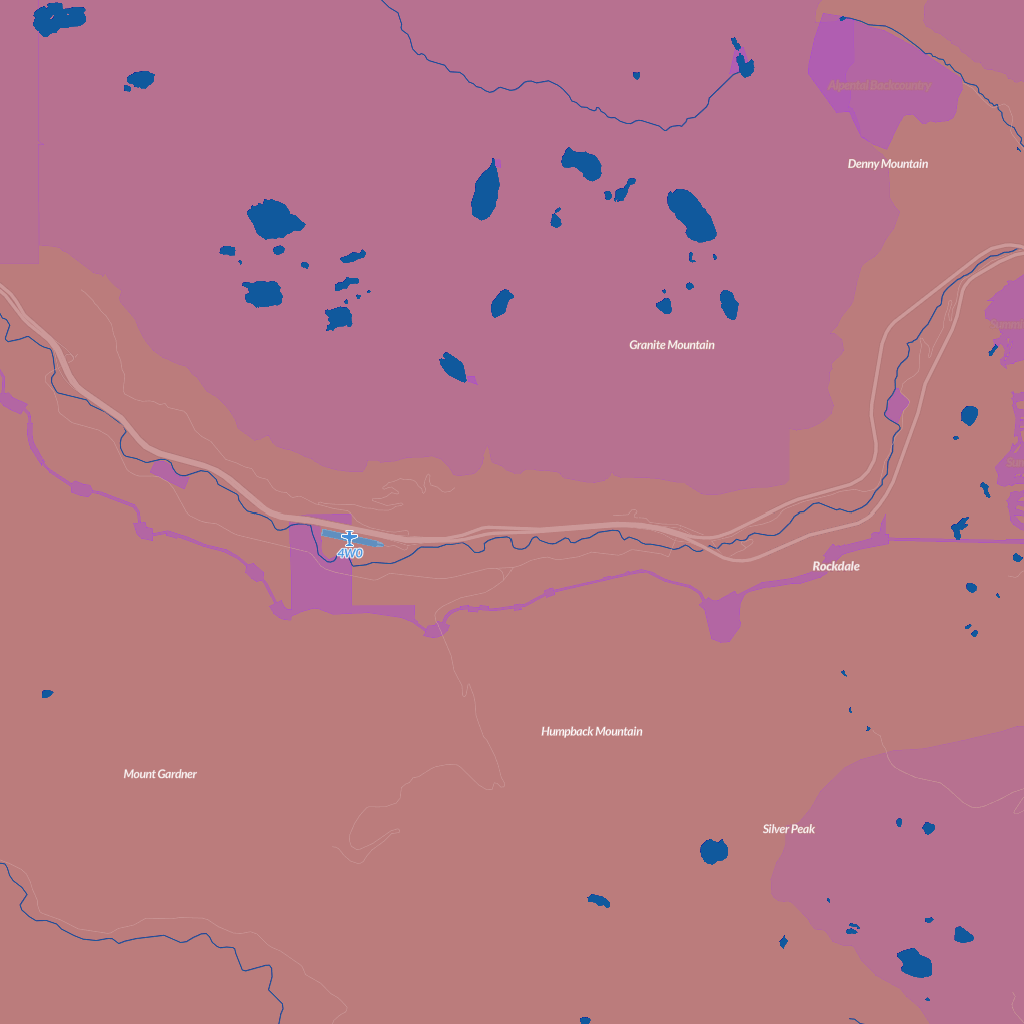 Alpental Backcountry
Denny Mountain
Granite Mountain
4W0
Rockdale
Humpback Mountain
Mount Gardner
Silver Peak